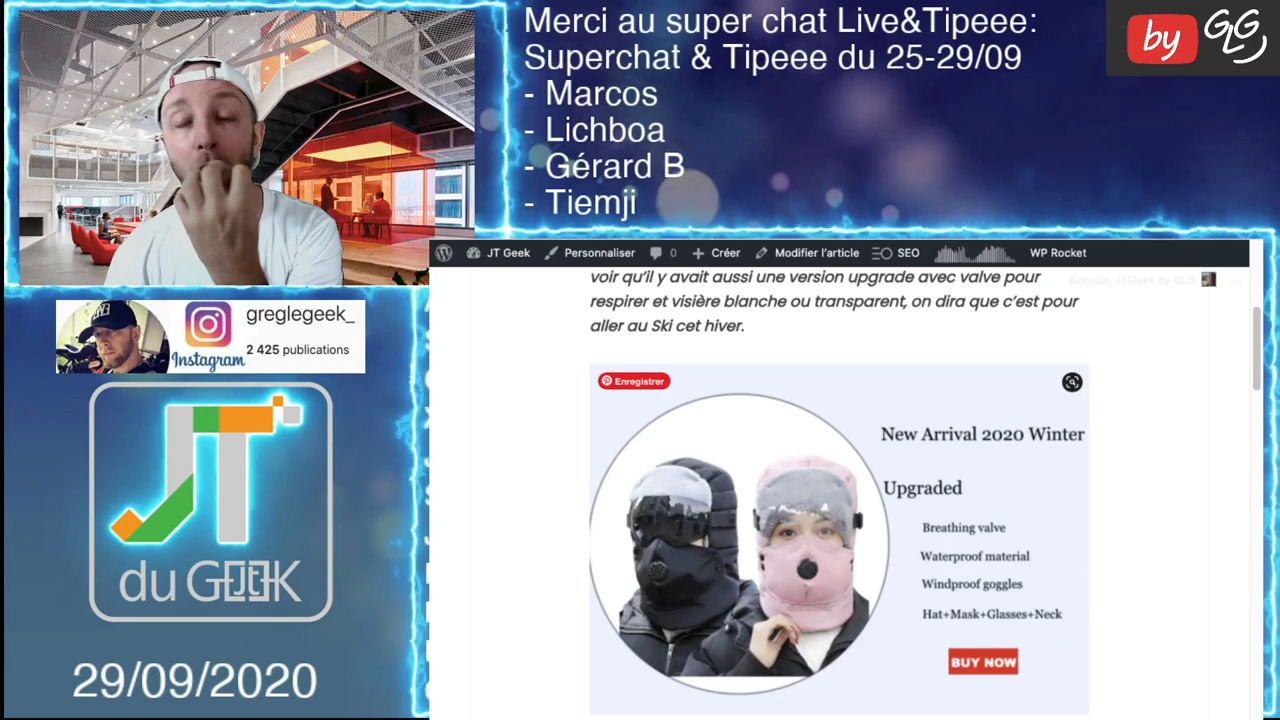 Merci au super chat Live&Tipeee:
Superchat & Tipeee du 25-29/09
- Marcos
- Lichboa
- Gérard B
- Tiemji
by GLG
greglegeek_
2 425 publications
Instagram
JT
du GEEK
29/09/2020
JT Geek Personnaliser 0 Créer Modifier l'article SEO WP Rocket
Bonjour, JTGeek by GLG
voir qu'il y avait aussi une version upgrade avec valve pour
respirer et visière blanche ou transparent, on dira que c'est pour
aller au Ski cet hiver.
Enregistrer
New Arrival 2020 Winter
Upgraded
Breathing valve
Waterproof material
Windproof goggles
Hat+Mask+Glasses+Neck
BUY NOW